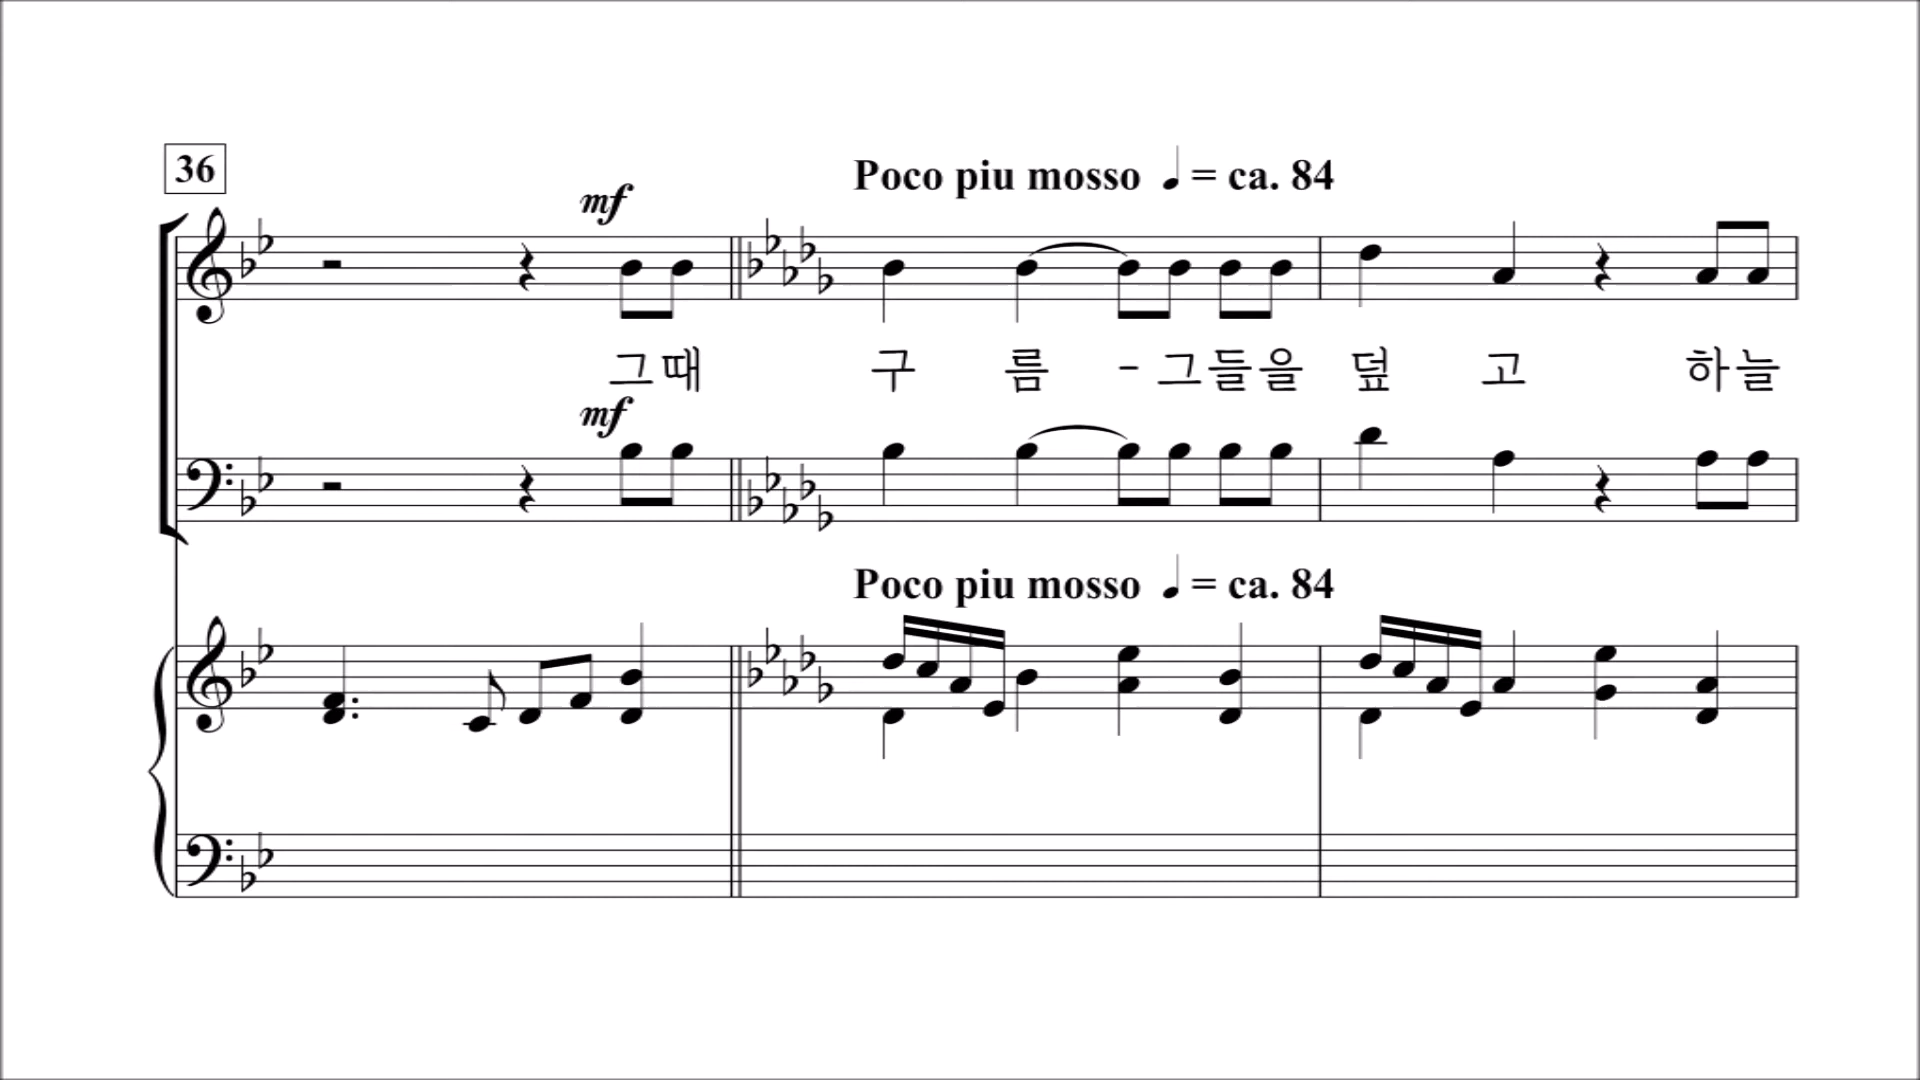 36
Poco piu mosso ♩ = ca. 84
mf
그때 구 름 - 그들을 덮 고 하늘
mf
Poco piu mosso ♩ = ca. 84